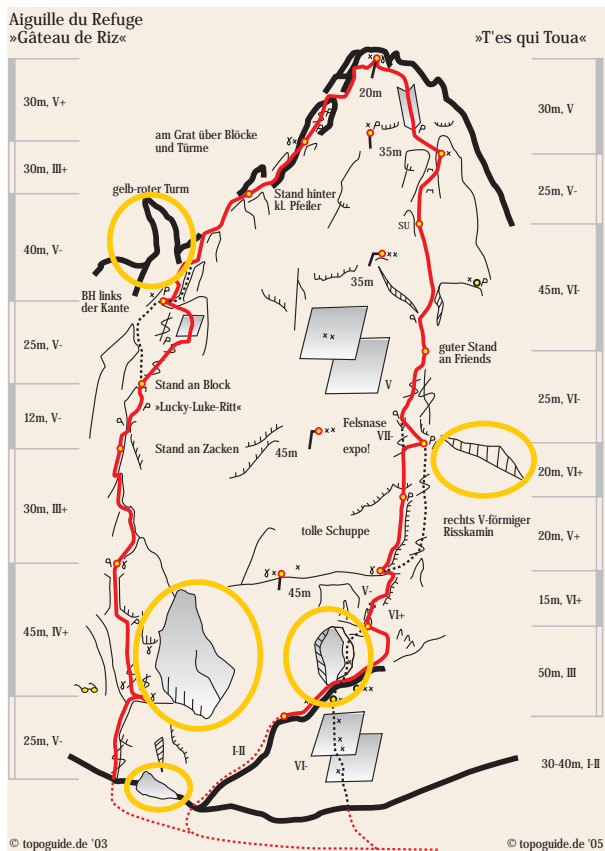 Aiguille du Refuge
»Gâteau de Riz«
»T'es qui Toua«
30m, V+
30m, III+
40m, V-
25m, V-
12m, V-
30m, III+
45m, IV+
25m, V-
am Grat über Blöcke
und Türme
gelb-roter Turm
Stand hinter
kl. Pfeiler
BH links
der Kante
Stand an Block
»Lucky-Luke-Ritt«
Stand an Zacken
20m
35m
SU
35m
V
guter Stand
an Friends
Felsnase
VII-
expo!
45m
tolle Schuppe
rechts V-förmiger
Risskamin
45m
V-
VI+
I-II
VI-
30m, V
25m, V-
45m, VI-
25m, VI-
20m, VI+
20m, V+
15m, VI+
50m, III
30-40m, I-II
© topoguide.de '03
© topoguide.de '05